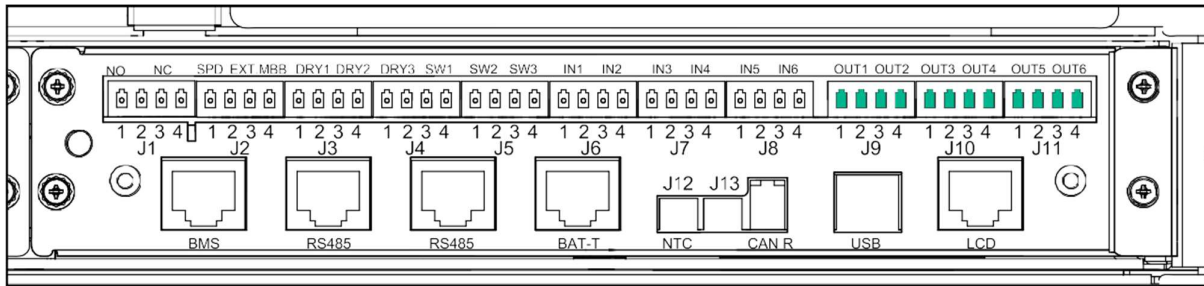 NO NC SPD EXT MBB DRY1 DRY2 DRY3 SW1 SW2 SW3 IN1 IN2 IN3 IN4 IN5 IN6 OUT1 OUT2 OUT3 OUT4 OUT5 OUT6
1 2 3 4 1 2 3 4 1 2 3 4 1 2 3 4 1 2 3 4 1 2 3 4 1 2 3 4 1 2 3 4 1 2 3 4 1 2 3 4 1 2 3 4
J1 J2 J3 J4 J5 J6 J7 J8 J9 J10 J11
J12 J13
BMS RS485 RS485 BAT-T NTC CAN R USB LCD